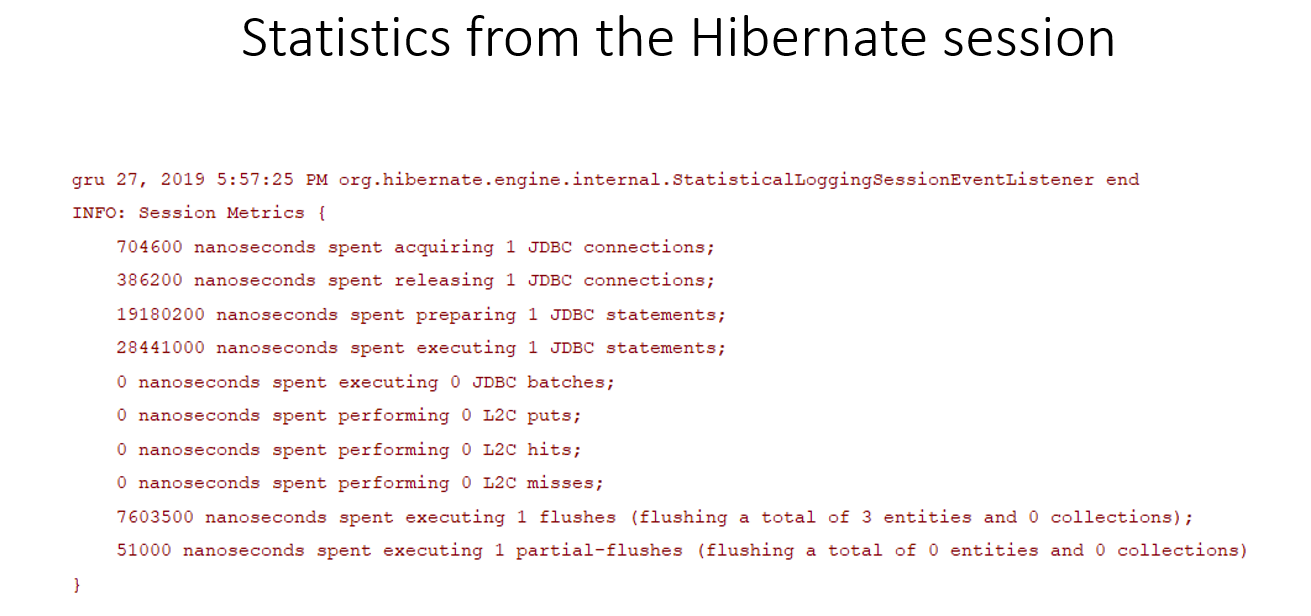 Statistics from the Hibernate session
gru 27, 2019 5:57:25 PM org.hibernate.engine.internal.StatisticalLoggingSessionEventListener end
INFO: Session Metrics {
    704600 nanoseconds spent acquiring 1 JDBC connections;
    386200 nanoseconds spent releasing 1 JDBC connections;
    19180200 nanoseconds spent preparing 1 JDBC statements;
    28441000 nanoseconds spent executing 1 JDBC statements;
    0 nanoseconds spent executing 0 JDBC batches;
    0 nanoseconds spent performing 0 L2C puts;
    0 nanoseconds spent performing 0 L2C hits;
    0 nanoseconds spent performing 0 L2C misses;
    7603500 nanoseconds spent executing 1 flushes (flushing a total of 3 entities and 0 collections);
    51000 nanoseconds spent executing 1 partial-flushes (flushing a total of 0 entities and 0 collections)
}